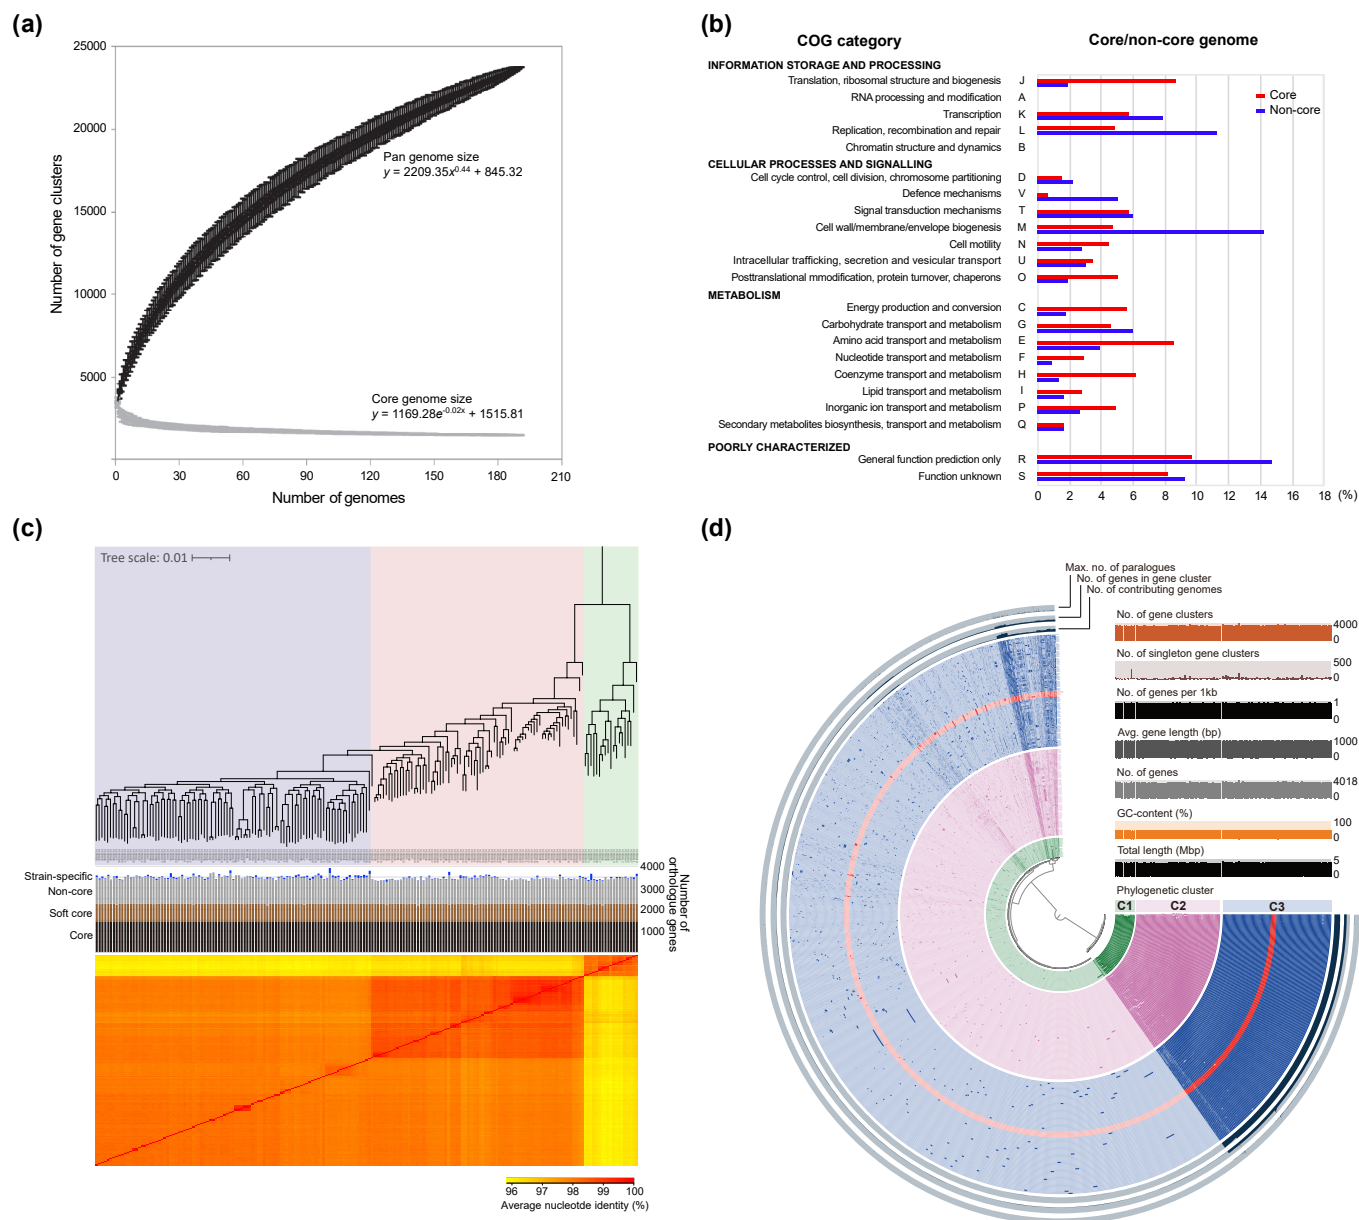 (a)
25000
20000
15000
10000
5000
Number of gene clusters
Pan genome size
y = 2209.35x^0.44 + 845.32
Core genome size
y = 1169.28e^-0.02x + 1515.81
0 30 60 90 120 150 180 210
Number of genomes
(b)
COG category
Core/non-core genome
INFORMATION STORAGE AND PROCESSING
Translation, ribosomal structure and biogenesis J
RNA processing and modification A
Transcription K
Replication, recombination and repair L
Chromatin structure and dynamics B
CELLULAR PROCESSES AND SIGNALLING
Cell cycle control, cell division, chromosome partitioning D
Defence mechanisms V
Signal transduction mechanisms T
Cell wall/membrane/envelope biogenesis M
Cell motility N
Intracellular trafficking, secretion and vesicular transport U
Posttranslational mmodification, protein turnover, chaperons O
METABOLISM
Energy production and conversion C
Carbohydrate transport and metabolism G
Amino acid transport and metabolism E
Nucleotide transport and metabolism F
Coenzyme transport and metabolism H
Lipid transport and metabolism I
Inorganic ion transport and metabolism P
Secondary metabolites biosynthesis, transport and metabolism Q
POORLY CHARACTERIZED
General function prediction only R
Function unknown S
Core
Non-core
0 2 4 6 8 10 12 14 16 18 (%)
(c)
Tree scale: 0.01
Strain-specific
Non-core
Soft core
Core
4000
3000
2000
1000
Number of
orthologue genes
96 97 98 99 100
Average nucleotde identity (%)
(d)
Max. no. of paralogues
No. of genes in gene cluster
No. of contributing genomes
No. of gene clusters
4000
0
No. of singleton gene clusters
500
0
No. of genes per 1kb
1
0
Avg. gene length (bp)
1000
0
No. of genes
4018
0
GC-content (%)
100
0
Total length (Mbp)
5
0
Phylogenetic cluster
C1 C2 C3